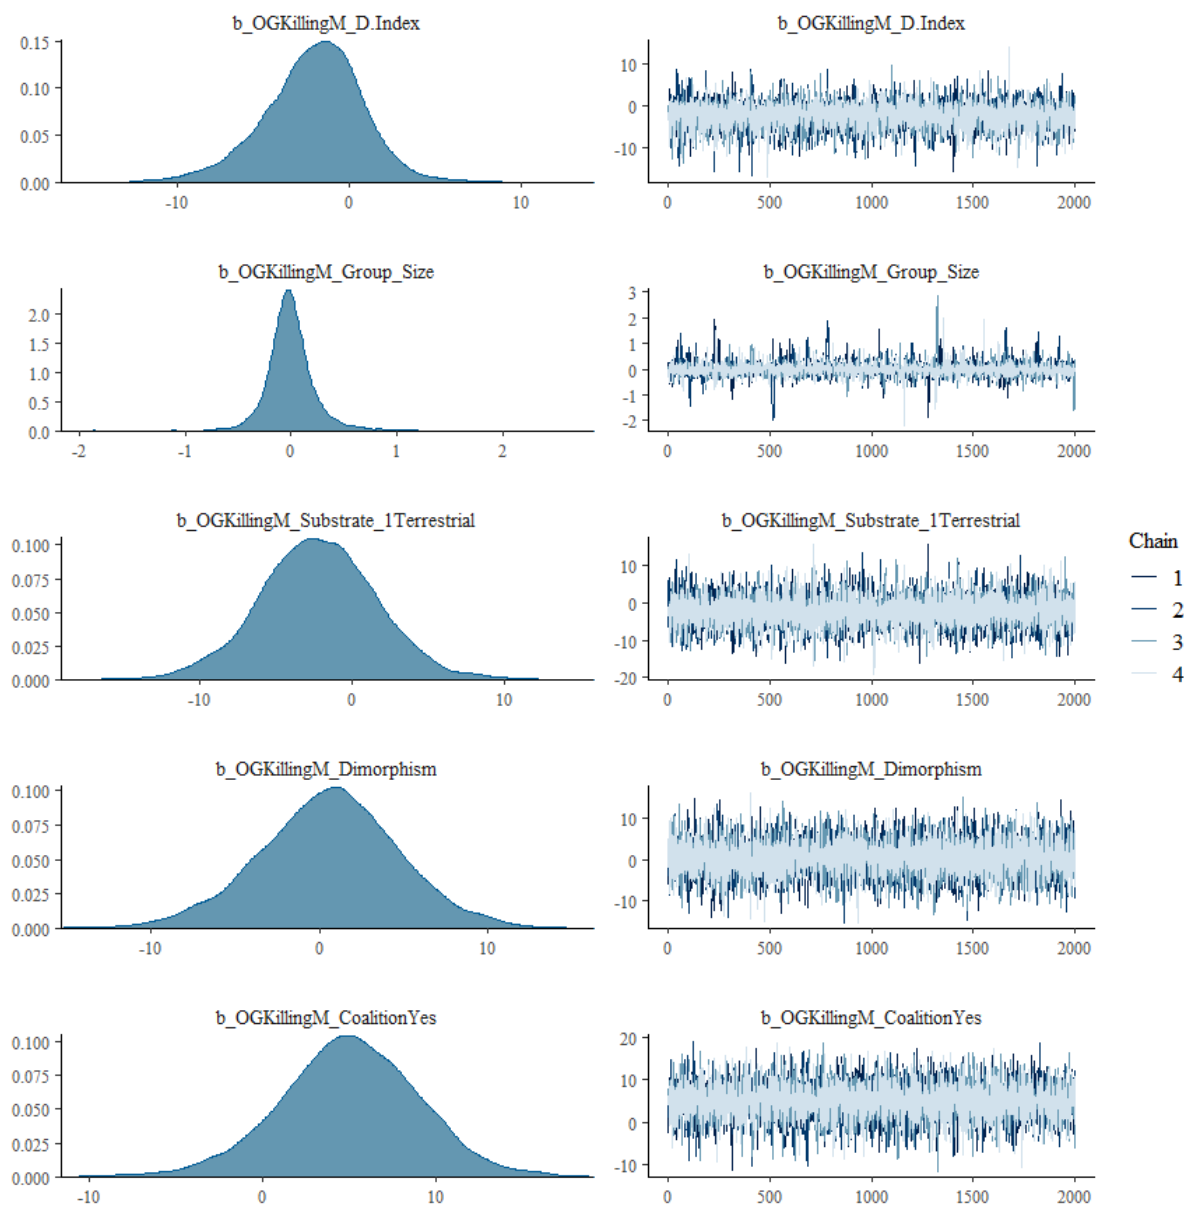 b_OGKillingM_D.Index
0.15
0.10
0.05
0.00
-10 0 10
b_OGKillingM_D.Index
10
0
-10
0 500 1000 1500 2000
b_OGKillingM_Group_Size
2.0
1.5
1.0
0.5
0.0
-2 -1 0 1 2
b_OGKillingM_Group_Size
3
2
1
0
-1
-2
0 500 1000 1500 2000
b_OGKillingM_Substrate_1Terrestrial
0.100
0.075
0.050
0.025
0.000
-10 0 10
b_OGKillingM_Substrate_1Terrestrial
10
0
-10
-20
0 500 1000 1500 2000
Chain
1
2
3
4
b_OGKillingM_Dimorphism
0.100
0.075
0.050
0.025
0.000
-10 0 10
b_OGKillingM_Dimorphism
10
0
-10
0 500 1000 1500 2000
b_OGKillingM_CoalitionYes
0.100
0.075
0.050
0.025
0.000
-10 0 10
b_OGKillingM_CoalitionYes
20
10
0
-10
0 500 1000 1500 2000